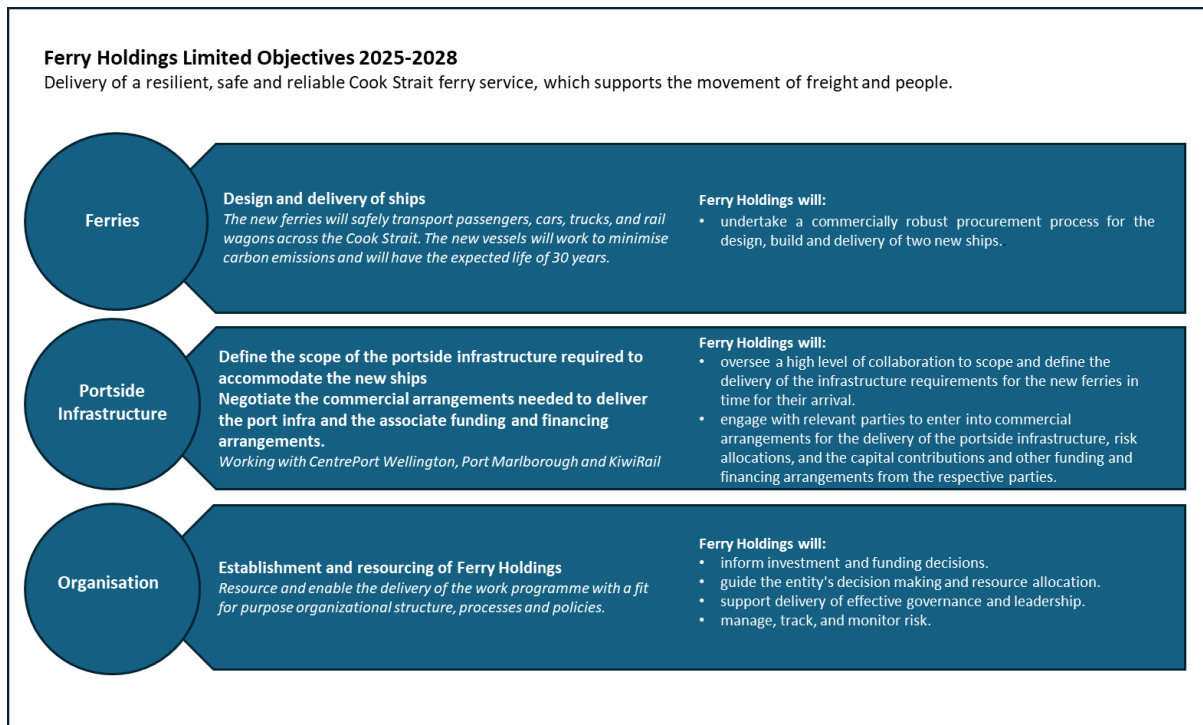 Ferry Holdings Limited Objectives 2025-2028
Delivery of a resilient, safe and reliable Cook Strait ferry service, which supports the movement of freight and people.
Ferries
Design and delivery of ships
The new ferries will safely transport passengers, cars, trucks, and rail
wagons across the Cook Strait. The new vessels will work to minimise
carbon emissions and will have the expected life of 30 years.
Ferry Holdings will:
• undertake a commercially robust procurement process for the
design, build and delivery of two new ships..
Portside
Infrastructure
Define the scope of the portside infrastructure required to
accommodate the new ships
Negotiate the commercial arrangements needed to deliver
the port infra and the associate funding and financing
arrangements.
Working with CentrePort Wellington, Port Marlborough and KiwiRail
Ferry Holdings will:
• oversee a high level of collaboration to scope and define the
delivery of the infrastructure requirements for the new ferries in
time for their arrival.
• engage with relevant parties to enter into commercial
arrangements for the delivery of the portside infrastructure, risk
allocations, and the capital contributions and other funding and
financing arrangements from the respective parties.
Organisation
Establishment and resourcing of Ferry Holdings
Resource and enable the delivery of the work programme with a fit
for purpose organizational structure, processes and policies.
Ferry Holdings will:
• inform investment and funding decisions.
• guide the entity's decision making and resource allocation.
• support delivery of effective governance and leadership.
• manage, track, and monitor risk.